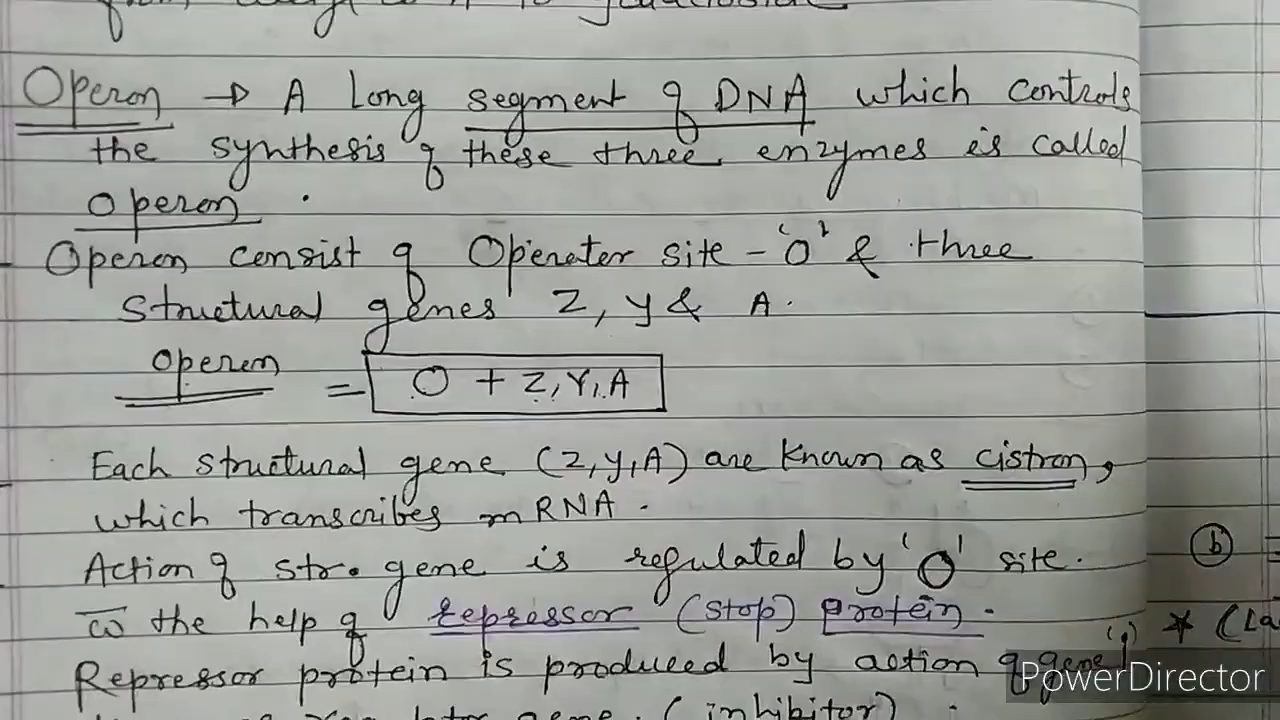 Operon → A Long segment of DNA which controls
the synthesis of these three enzymes is called
operon.
Operon consist of Operator site - 'O' & three
structural genes Z, Y & A.
Operon = O + Z, Y, A
Each structural gene (Z, Y, A) are known as cistron,
which transcribes mRNA.
Action of str. gene is regulated by 'O' site.
the help of repressor (stop) protein.
Repressor protein is produced by action of gene (i)
gene. (inhibitor)
(b)
* (La
PowerDirector